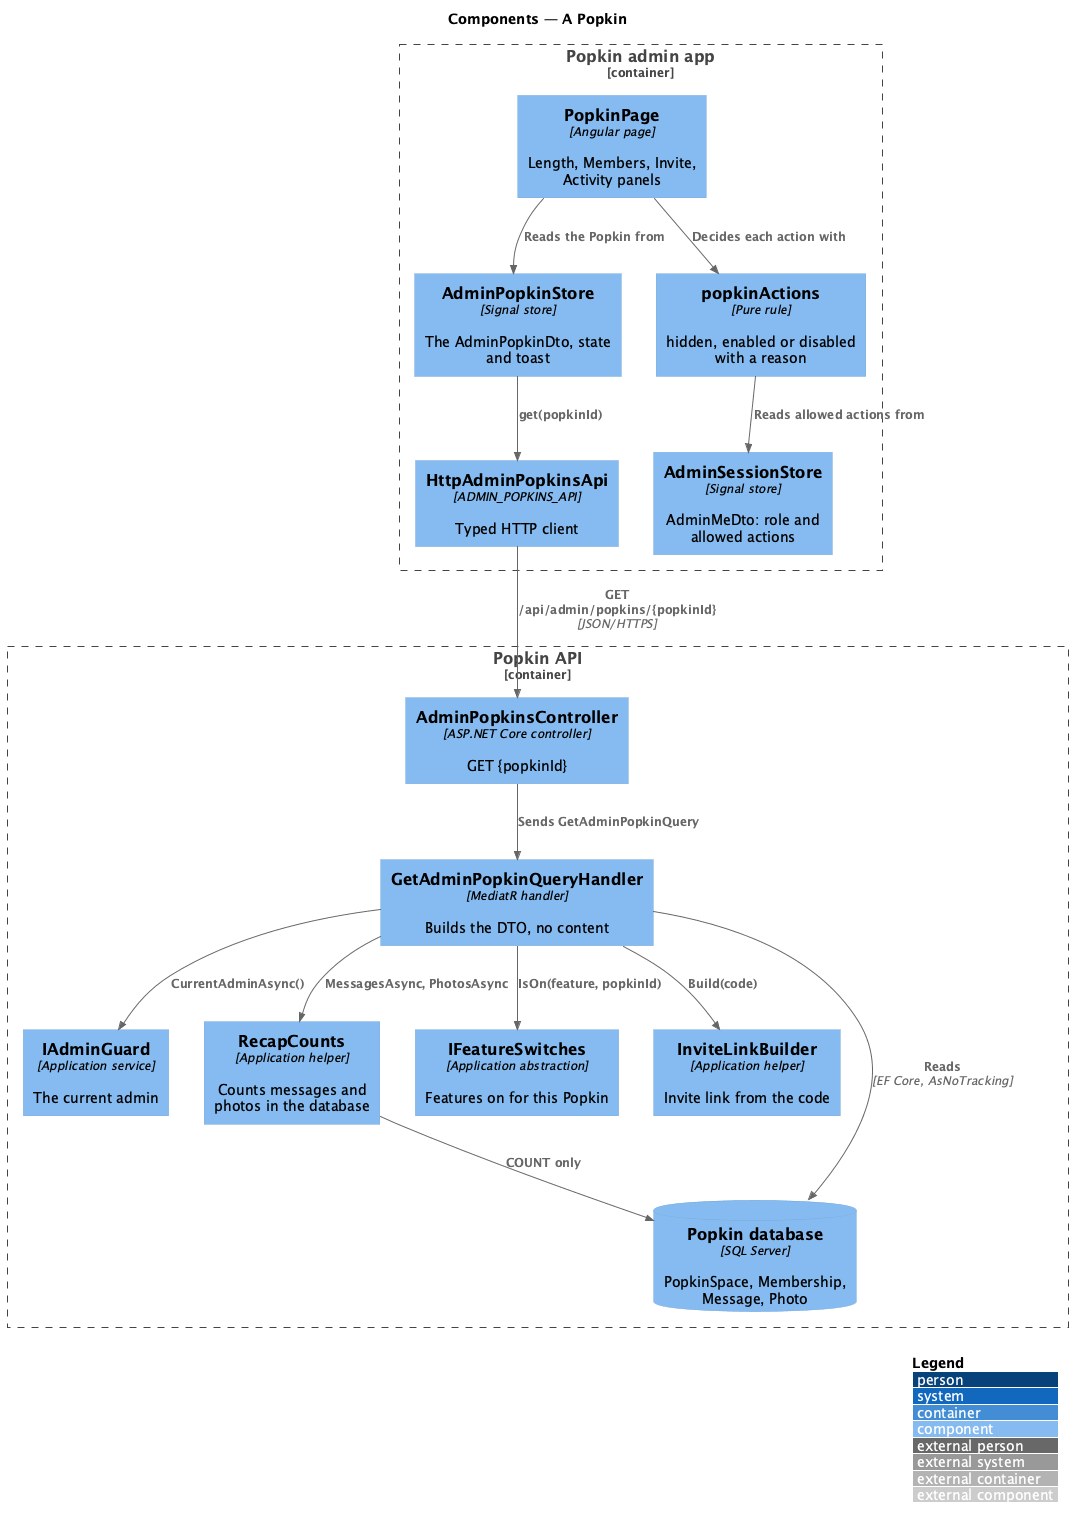 Components — A Popkin
Popkin admin app
[container]
PopkinPage
[Angular page]
Length, Members, Invite,
Activity panels
Reads the Popkin from
Decides each action with
AdminPopkinStore
[Signal store]
The AdminPopkinDto, state
and toast
popkinActions
[Pure rule]
hidden, enabled or disabled
with a reason
get(popkinId)
Reads allowed actions from
HttpAdminPopkinsApi
[ADMIN_POPKINS_API]
Typed HTTP client
AdminSessionStore
[Signal store]
AdminMeDto: role and
allowed actions
GET
/api/admin/popkins/{popkinId}
[JSON/HTTPS]
Popkin API
[container]
AdminPopkinsController
[ASP.NET Core controller]
GET {popkinId}
Sends GetAdminPopkinQuery
GetAdminPopkinQueryHandler
[MediatR handler]
Builds the DTO, no content
CurrentAdminAsync()
MessagesAsync, PhotosAsync
IsOn(feature, popkinId)
Build(code)
IAdminGuard
[Application service]
The current admin
RecapCounts
[Application helper]
Counts messages and
photos in the database
IFeatureSwitches
[Application abstraction]
Features on for this Popkin
InviteLinkBuilder
[Application helper]
Invite link from the code
Reads
[EF Core, AsNoTracking]
COUNT only
Popkin database
[SQL Server]
PopkinSpace, Membership,
Message, Photo
Legend
person
system
container
component
external person
external system
external container
external component